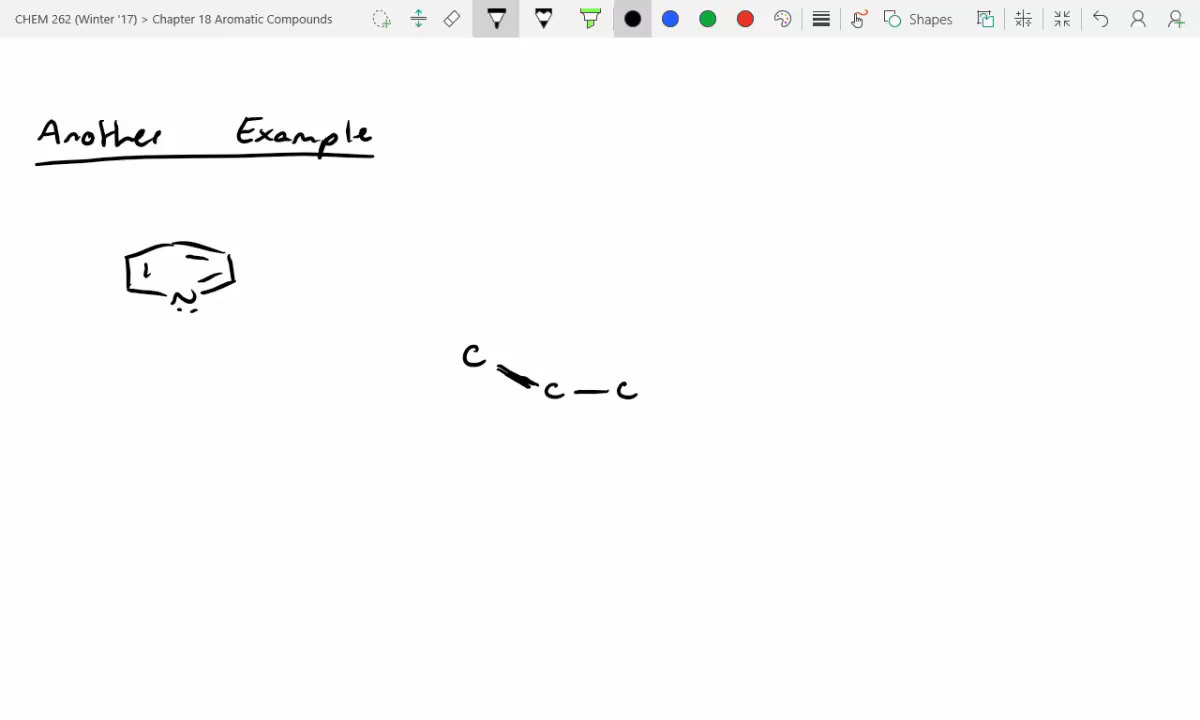 CHEM 262 (Winter '17) > Chapter 18 Aromatic Compounds
Shapes
Another Example
N
C
C — C